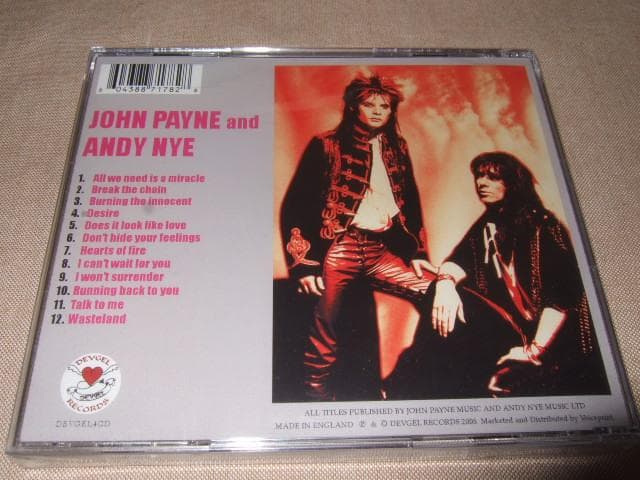 8 04388 71782 6
JOHN PAYNE and
ANDY NYE
1. All we need is a miracle
2. Break the chain
3. Burning the innocent
4. Desire
5. Does it look like love
6. Don't hide your feelings
7. Hearts of fire
8. I can't wait for you
9. I won't surrender
10. Running back to you
11. Talk to me
12. Wasteland
DEVGEL
RECORDS
DEVGEL4CD
ALL TITLES PUBLISHED BY JOHN PAYNE MUSIC AND ANDY NYE MUSIC LTD
MADE IN ENGLAND ℗ & © DEVGEL RECORDS 2006. Marketed and Distributed by Voiceprint.